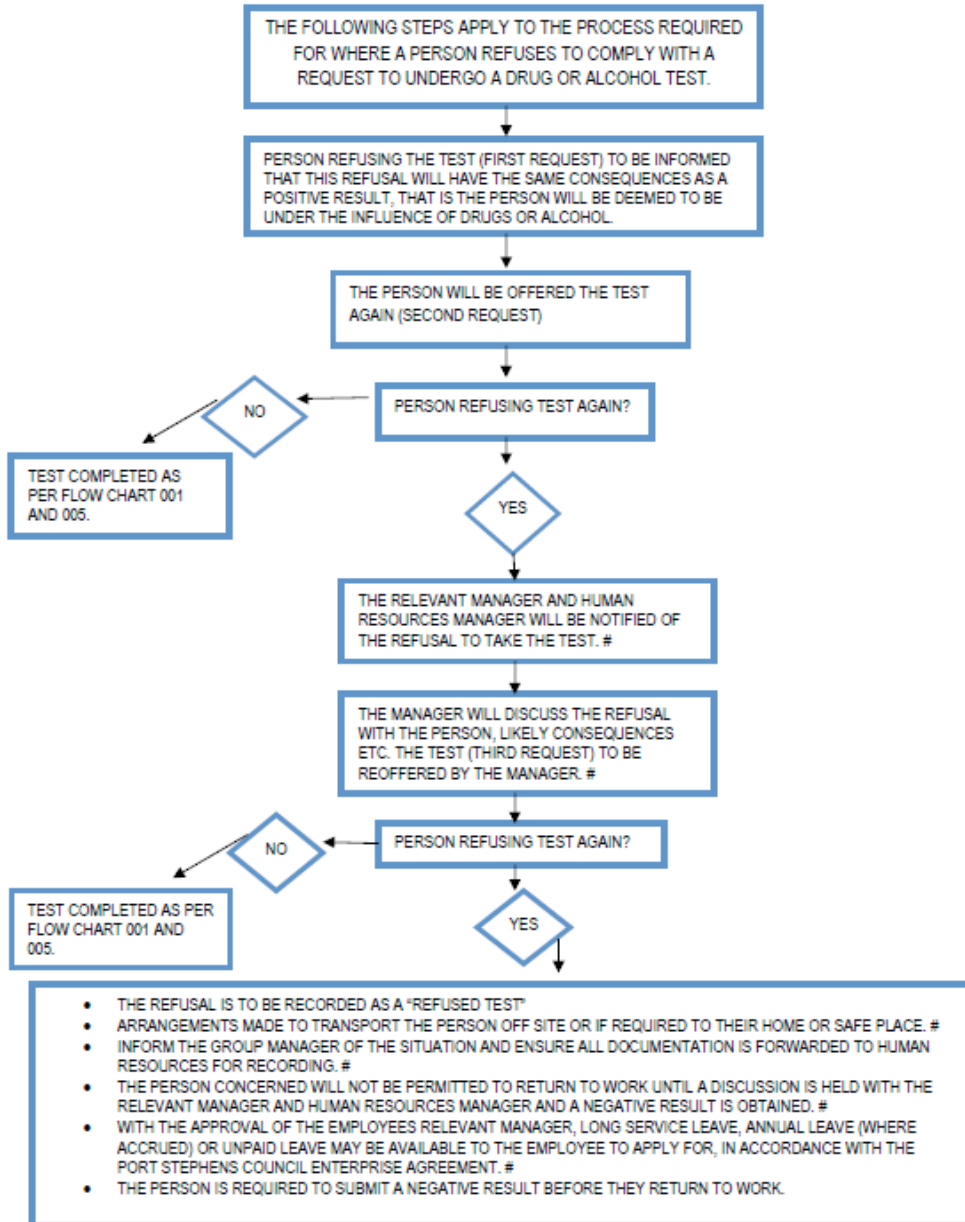 THE FOLLOWING STEPS APPLY TO THE PROCESS REQUIRED
FOR WHERE A PERSON REFUSES TO COMPLY WITH A
REQUEST TO UNDERGO A DRUG OR ALCOHOL TEST.
PERSON REFUSING THE TEST (FIRST REQUEST) TO BE INFORMED
THAT THIS REFUSAL WILL HAVE THE SAME CONSEQUENCES AS A
POSITIVE RESULT, THAT IS THE PERSON WILL BE DEEMED TO BE
UNDER THE INFLUENCE OF DRUGS OR ALCOHOL.
THE PERSON WILL BE OFFERED THE TEST
AGAIN (SECOND REQUEST)
PERSON REFUSING TEST AGAIN?
NO
TEST COMPLETED AS
PER FLOW CHART 001
AND 005.
YES
THE RELEVANT MANAGER AND HUMAN
RESOURCES MANAGER WILL BE NOTIFIED OF
THE REFUSAL TO TAKE THE TEST. #
THE MANAGER WILL DISCUSS THE REFUSAL
WITH THE PERSON, LIKELY CONSEQUENCES
ETC. THE TEST (THIRD REQUEST) TO BE
REOFFERED BY THE MANAGER. #
PERSON REFUSING TEST AGAIN?
NO
TEST COMPLETED AS PER
FLOW CHART 001 AND
005.
YES
• THE REFUSAL IS TO BE RECORDED AS A “REFUSED TEST”
• ARRANGEMENTS MADE TO TRANSPORT THE PERSON OFF SITE OR IF REQUIRED TO THEIR HOME OR SAFE PLACE. #
• INFORM THE GROUP MANAGER OF THE SITUATION AND ENSURE ALL DOCUMENTATION IS FORWARDED TO HUMAN
RESOURCES FOR RECORDING. #
• THE PERSON CONCERNED WILL NOT BE PERMITTED TO RETURN TO WORK UNTIL A DISCUSSION IS HELD WITH THE
RELEVANT MANAGER AND HUMAN RESOURCES MANAGER AND A NEGATIVE RESULT IS OBTAINED. #
• WITH THE APPROVAL OF THE EMPLOYEES RELEVANT MANAGER, LONG SERVICE LEAVE, ANNUAL LEAVE (WHERE
ACCRUED) OR UNPAID LEAVE MAY BE AVAILABLE TO THE EMPLOYEE TO APPLY FOR, IN ACCORDANCE WITH THE
PORT STEPHENS COUNCIL ENTERPRISE AGREEMENT. #
• THE PERSON IS REQUIRED TO SUBMIT A NEGATIVE RESULT BEFORE THEY RETURN TO WORK.